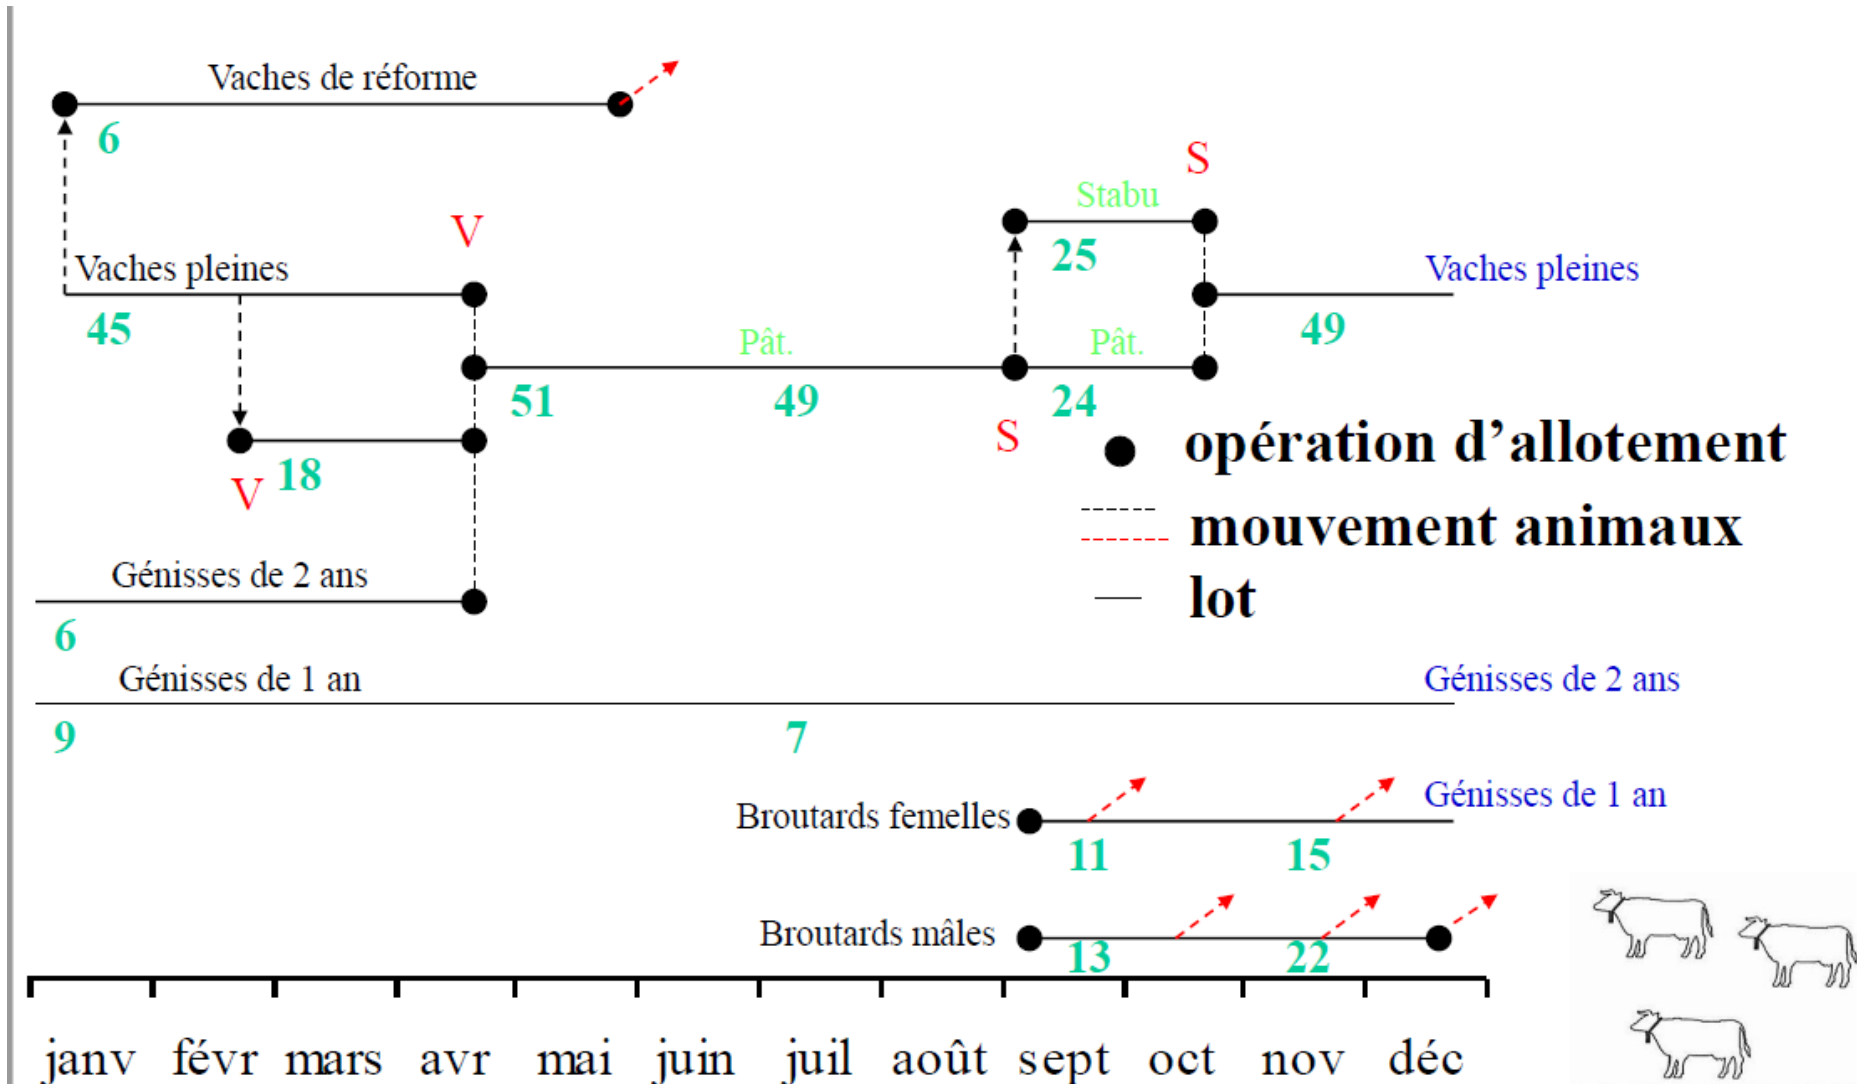 Vaches de réforme
6
S
Stabu
V
25
Vaches pleines
Vaches pleines
45
49
Pât.
Pât.
51
49
24
S
opération d’allotement
V
18
mouvement animaux
Génisses de 2 ans
lot
6
Génisses de 1 an
Génisses de 2 ans
9
7
Génisses de 1 an
Broutards femelles
11
15
Broutards mâles
13
22
janv févr mars avr mai juin juil août sept oct nov déc